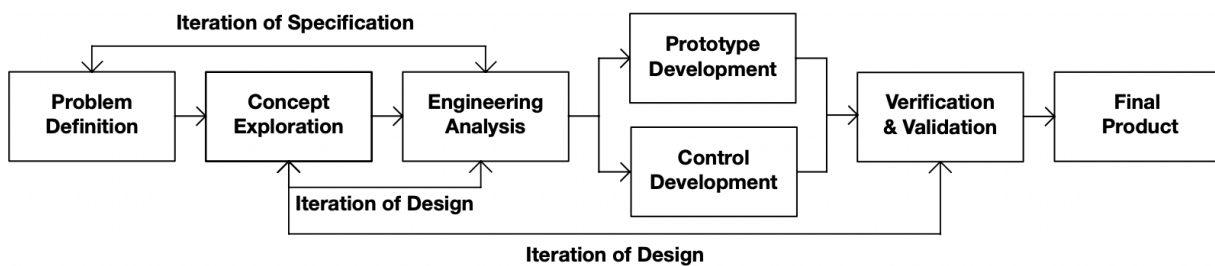 Iteration of Specification
Problem
Definition
Concept
Exploration
Engineering
Analysis
Prototype
Development
Control
Development
Verification
& Validation
Final
Product
Iteration of Design
Iteration of Design